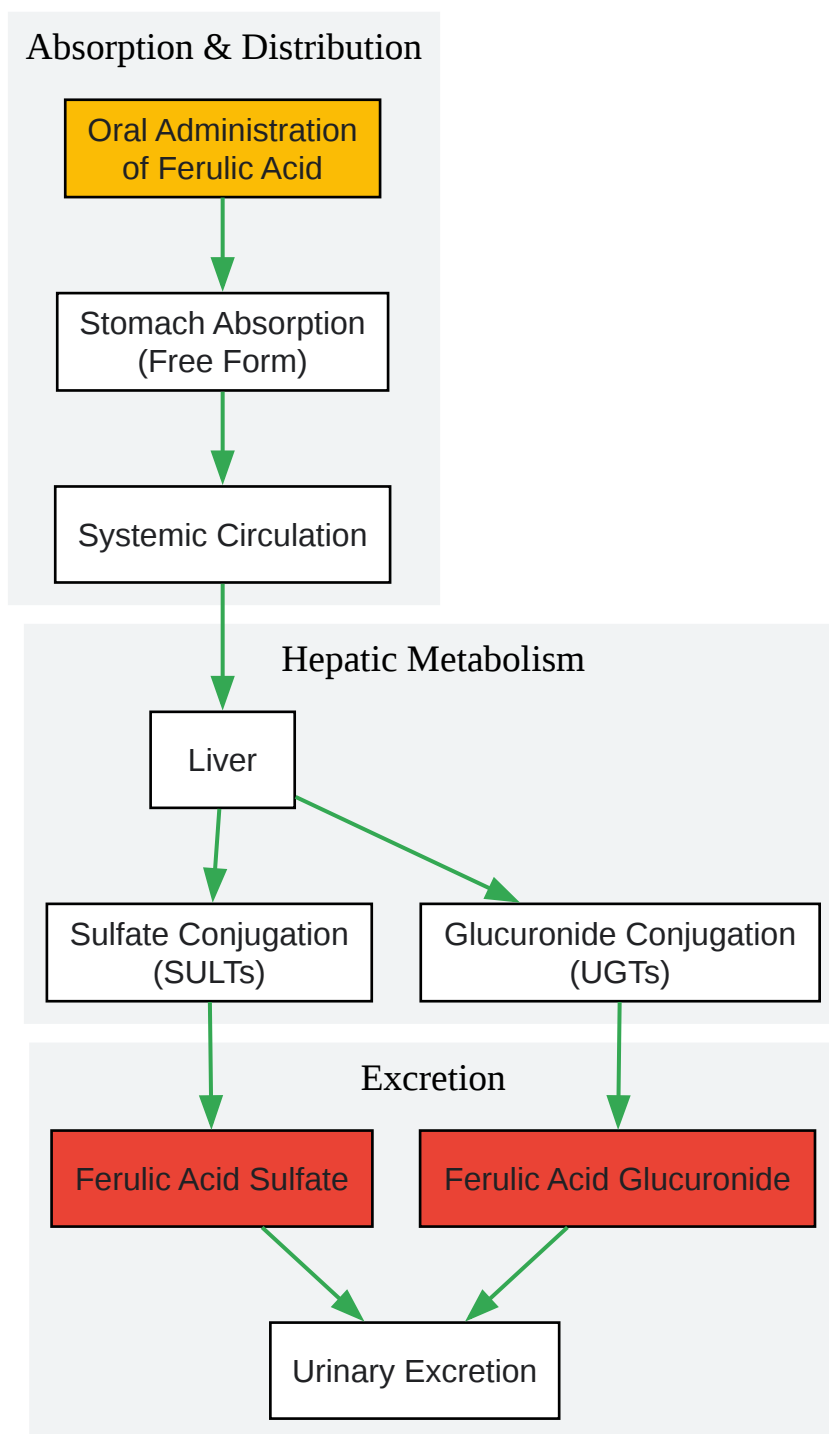 Absorption & Distribution
Oral Administration
of Ferulic Acid
Stomach Absorption
(Free Form)
Systemic Circulation
Hepatic Metabolism
Liver
Sulfate Conjugation
(SULTs)
Glucuronide Conjugation
(UGTs)
Excretion
Ferulic Acid Sulfate
Ferulic Acid Glucuronide
Urinary Excretion